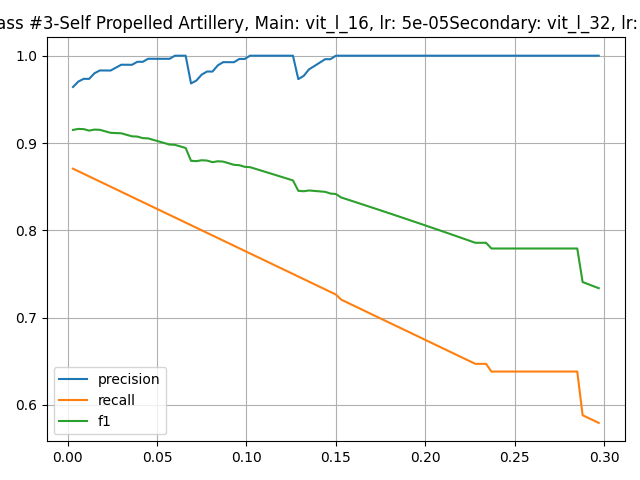 ass #3-Self Propelled Artillery, Main: vit_l_16, lr: 5e-05Secondary: vit_l_32, lr:
1.0
0.9
0.8
0.7
0.6
precision
recall
f1
0.00 0.05 0.10 0.15 0.20 0.25 0.30